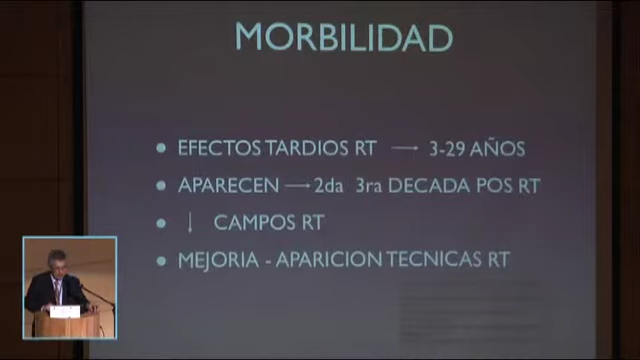 MORBILIDAD
• EFECTOS TARDIOS RT → 3-29 AÑOS
• APARECEN → 2da 3ra DECADA POS RT
• ↓ CAMPOS RT
• MEJORIA - APARICION TECNICAS RT